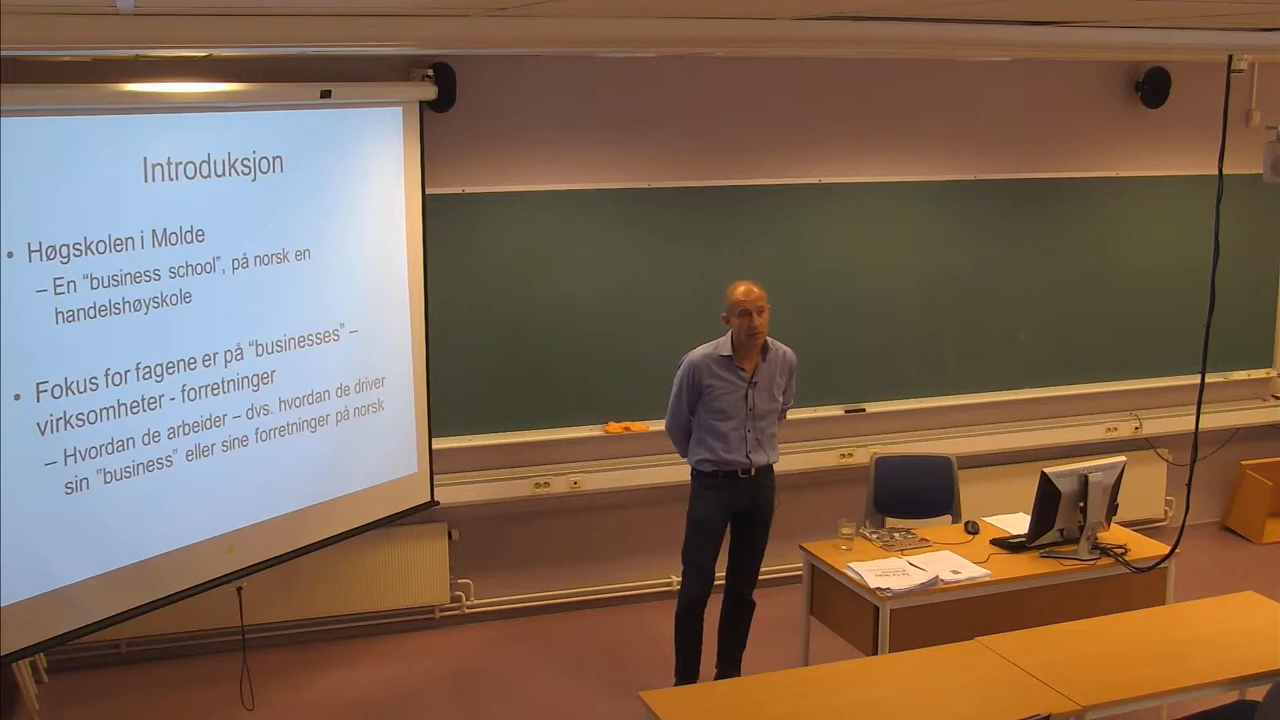 Introduksjon
• Høgskolen i Molde
– En “business school”, på norsk en
handelshøyskole
• Fokus for fagene er på “businesses” –
virksomheter - forretninger
– Hvordan de arbeider – dvs. hvordan de driver
sin ”business” eller sine forretninger på norsk